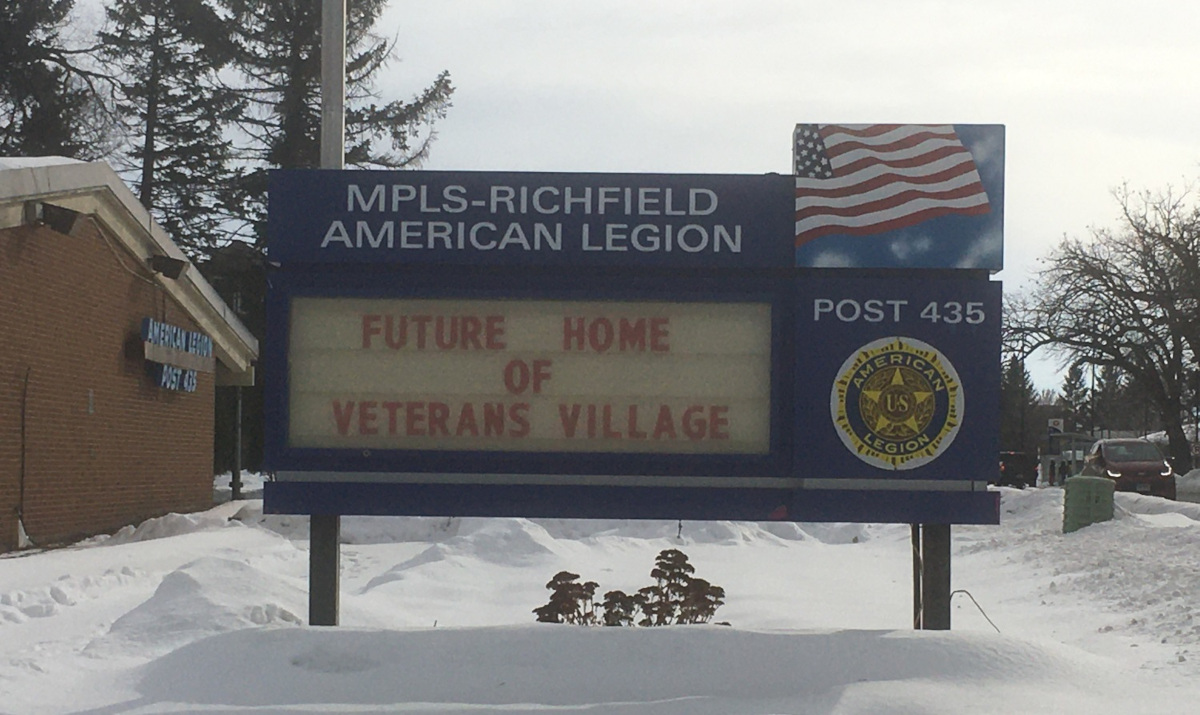 MPLS-RICHFIELD
AMERICAN LEGION
FUTURE HOME
OF
VETERANS VILLAGE
POST 435
AMERICAN
US
LEGION
AMERICAN LEGION
POST 435